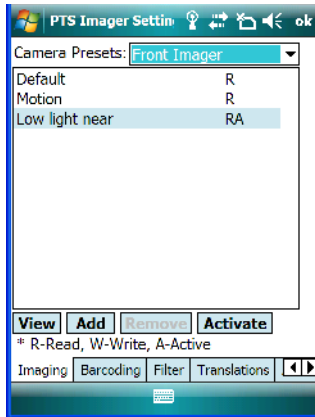 PTS Imager Settin ok
Camera Presets: Front Imager
Default R
Motion R
Low light near RA
View Add Remove Activate
* R-Read, W-Write, A-Active
Imaging Barcoding Filter Translations